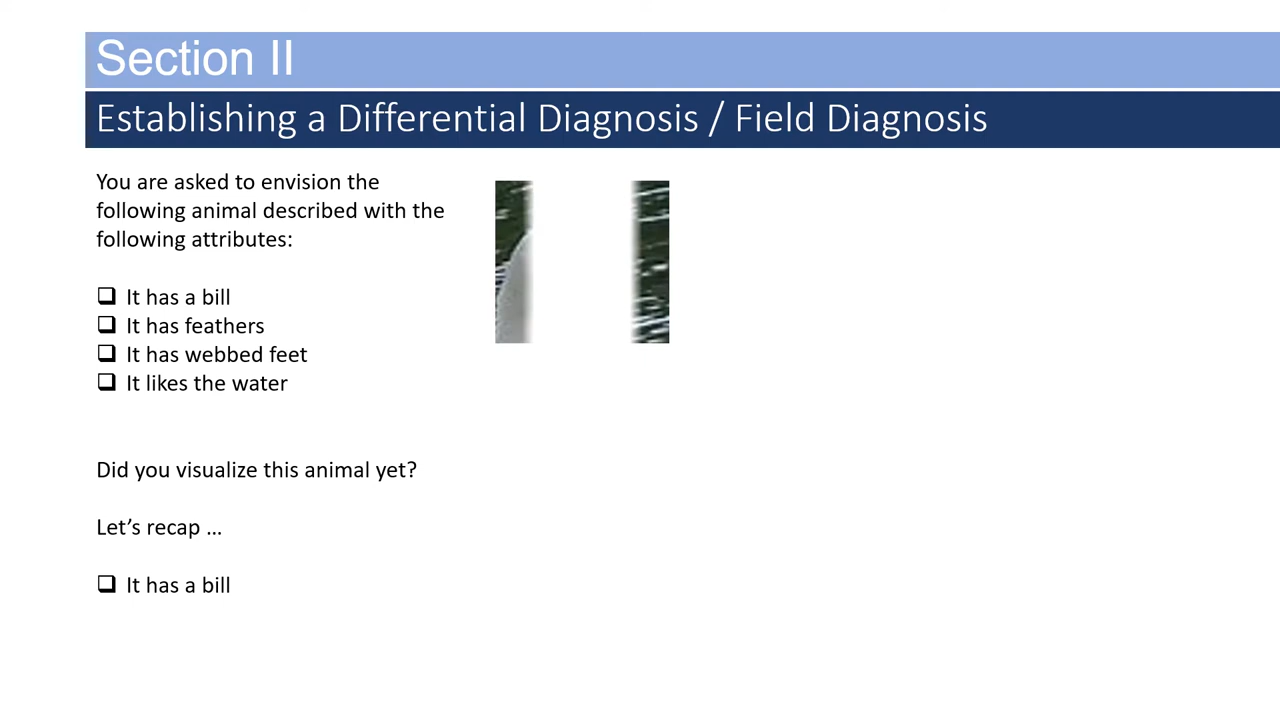 Section II
Establishing a Differential Diagnosis / Field Diagnosis
You are asked to envision the
following animal described with the
following attributes:
❑ It has a bill
❑ It has feathers
❑ It has webbed feet
❑ It likes the water
Did you visualize this animal yet?
Let’s recap …
❑ It has a bill